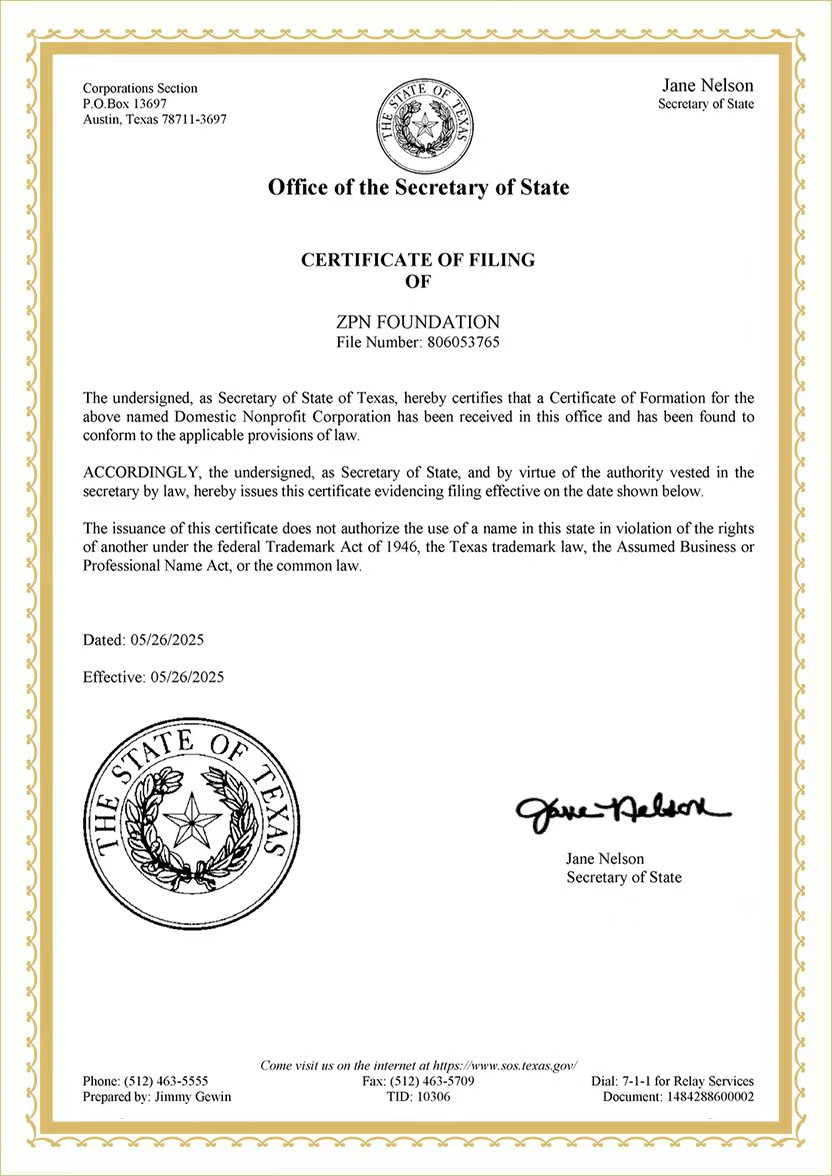 Corporations Section
P.O.Box 13697
Austin, Texas 78711-3697
THE STATE OF TEXAS
Jane Nelson
Secretary of State
Office of the Secretary of State
CERTIFICATE OF FILING
OF
ZPN FOUNDATION
File Number: 806053765
The undersigned, as Secretary of State of Texas, hereby certifies that a Certificate of Formation for the
above named Domestic Nonprofit Corporation has been received in this office and has been found to
conform to the applicable provisions of law.
ACCORDINGLY, the undersigned, as Secretary of State, and by virtue of the authority vested in the
secretary by law, hereby issues this certificate evidencing filing effective on the date shown below.
The issuance of this certificate does not authorize the use of a name in this state in violation of the rights
of another under the federal Trademark Act of 1946, the Texas trademark law, the Assumed Business or
Professional Name Act, or the common law.
Dated: 05/26/2025
Effective: 05/26/2025
THE STATE OF TEXAS
Jane Nelson
Jane Nelson
Secretary of State
Come visit us on the internet at https://www.sos.texas.gov/
Phone: (512) 463-5555
Fax: (512) 463-5709
Dial: 7-1-1 for Relay Services
Prepared by: Jimmy Gewin
TID: 10306
Document: 1484288600002